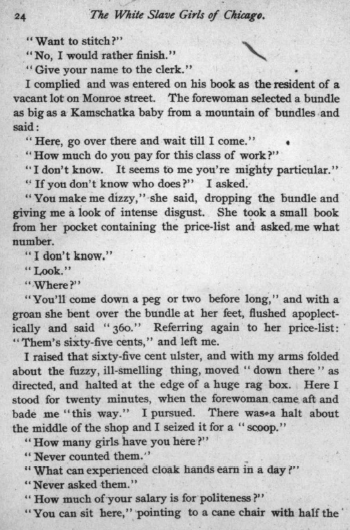 24 The White Slave Girls of Chicago.
"Want to stitch?"
"No, I would rather finish."
"Give your name to the clerk."
I complied and was entered on his book as the resident of a
vacant lot on Monroe street. The forewoman selected a bundle
as big as a Kamschatka baby from a mountain of bundles and
said:
"Here, go over there and wait till I come."
"How much do you pay for this class of work?"
"I don't know. It seems to me you're mighty particular."
"If you don't know who does?" I asked.
"You make me dizzy," she said, dropping the bundle and
giving me a look of intense disgust. She took a small book
from her pocket containing the price-list and asked me what
number.
"I don't know."
"Look."
"Where?"
"You'll come down a peg or two before long," and with a
groan she bent over the bundle at her feet, flushed apoplect-
ically and said "360." Referring again to her price-list:
"Them's sixty-five cents," and left me.
I raised that sixty-five cent ulster, and with my arms folded
about the fuzzy, ill-smelling thing, moved "down there" as
directed, and halted at the edge of a huge rag box. Here I
stood for twenty minutes, when the forewoman came aft and
bade me "this way." I pursued. There was a halt about
the middle of the shop and I seized it for a "scoop."
"How many girls have you here?"
"Never counted them."
"What can experienced cloak hands earn in a day?"
"Never asked them."
"How much of your salary is for politeness?"
"You can sit here," pointing to a cane chair with half the